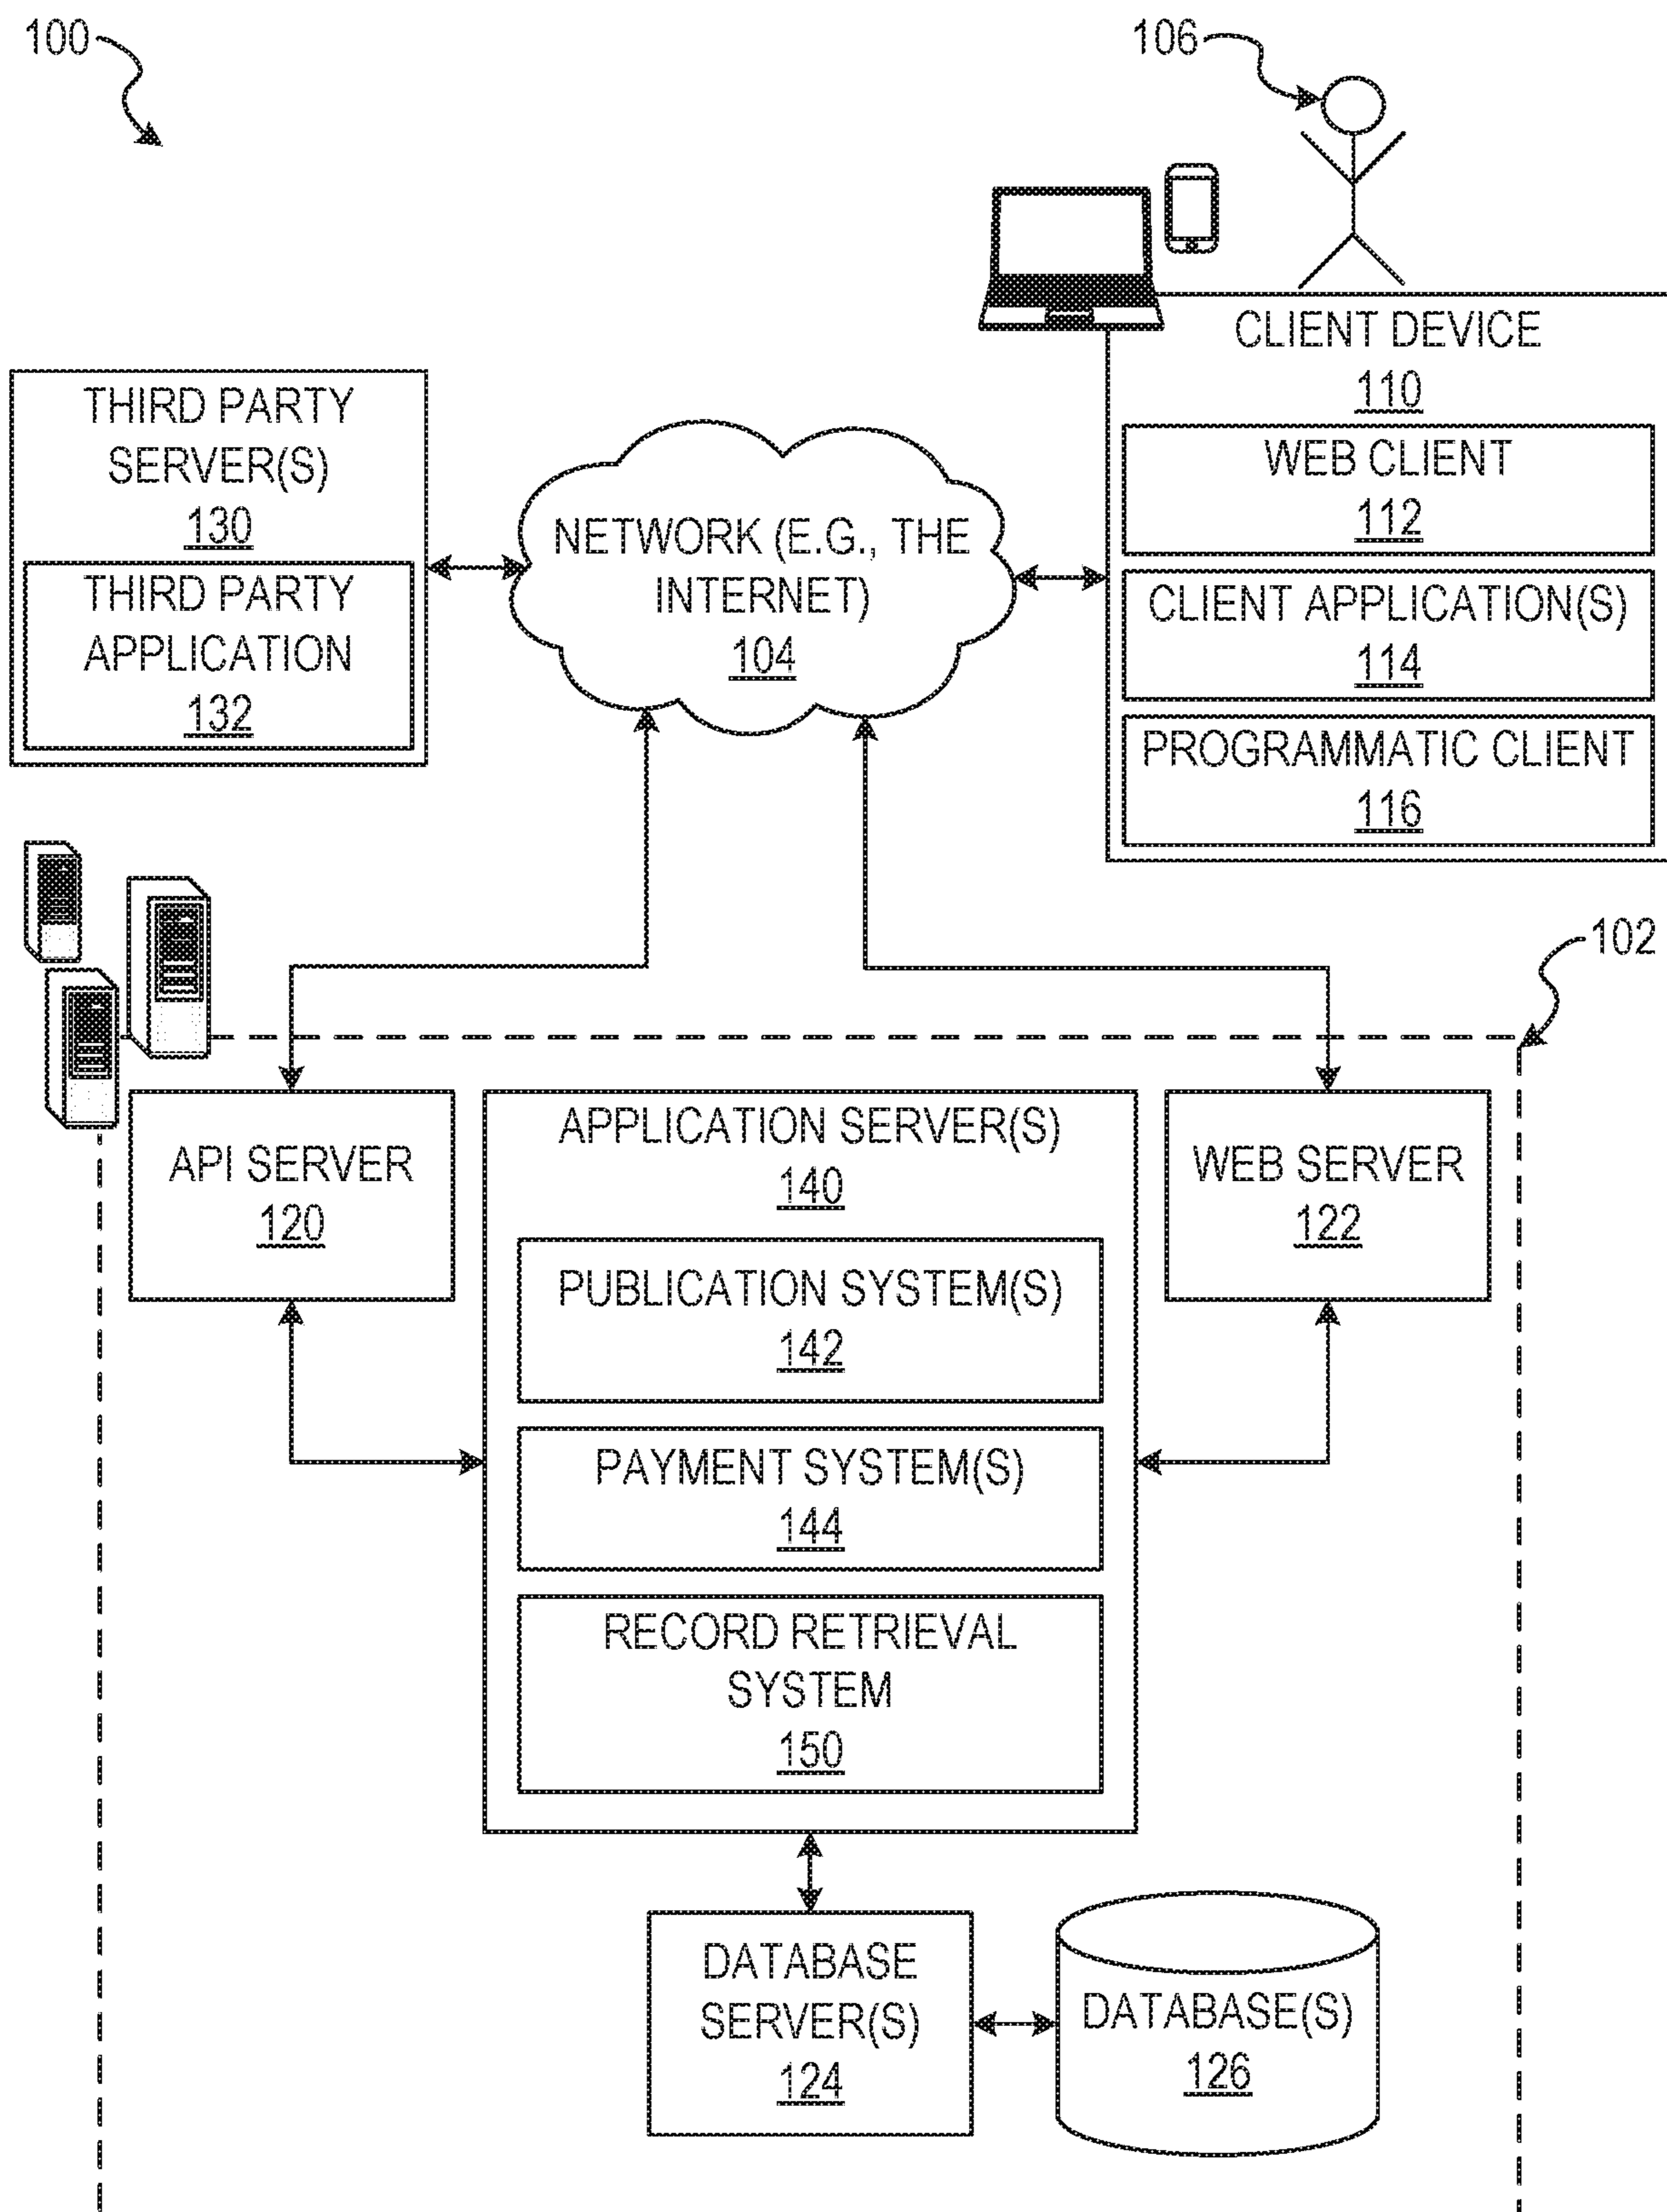 100
106
CLIENT DEVICE
110
WEB CLIENT
112
CLIENT APPLICATION(S)
114
PROGRAMMATIC CLIENT
116
THIRD PARTY
SERVER(S)
130
THIRD PARTY
APPLICATION
132
NETWORK (E.G., THE
INTERNET)
104
102
API SERVER
120
APPLICATION SERVER(S)
140
PUBLICATION SYSTEM(S)
142
PAYMENT SYSTEM(S)
144
RECORD RETRIEVAL
SYSTEM
150
WEB SERVER
122
DATABASE
SERVER(S)
124
DATABASE(S)
126